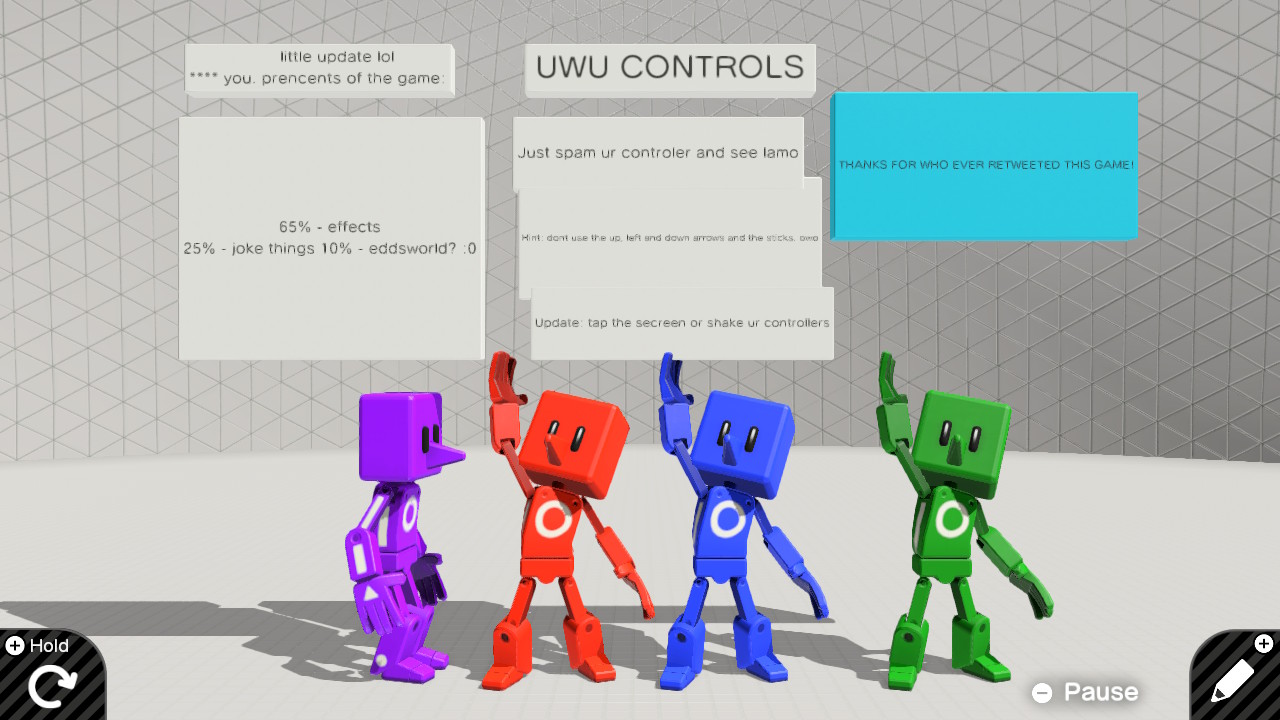 little update lol
**** you. prencents of the game:
65% - effects
25% - joke things 10% - eddsworld? :0
UWU CONTROLS
Just spam ur controler and see lamo
Hint: dont use the up, left and down arrows and the sticks. owo
Update: tap the secreen or shake ur controllers
THANKS FOR WHO EVER RETWEETED THIS GAME!
Hold
Pause